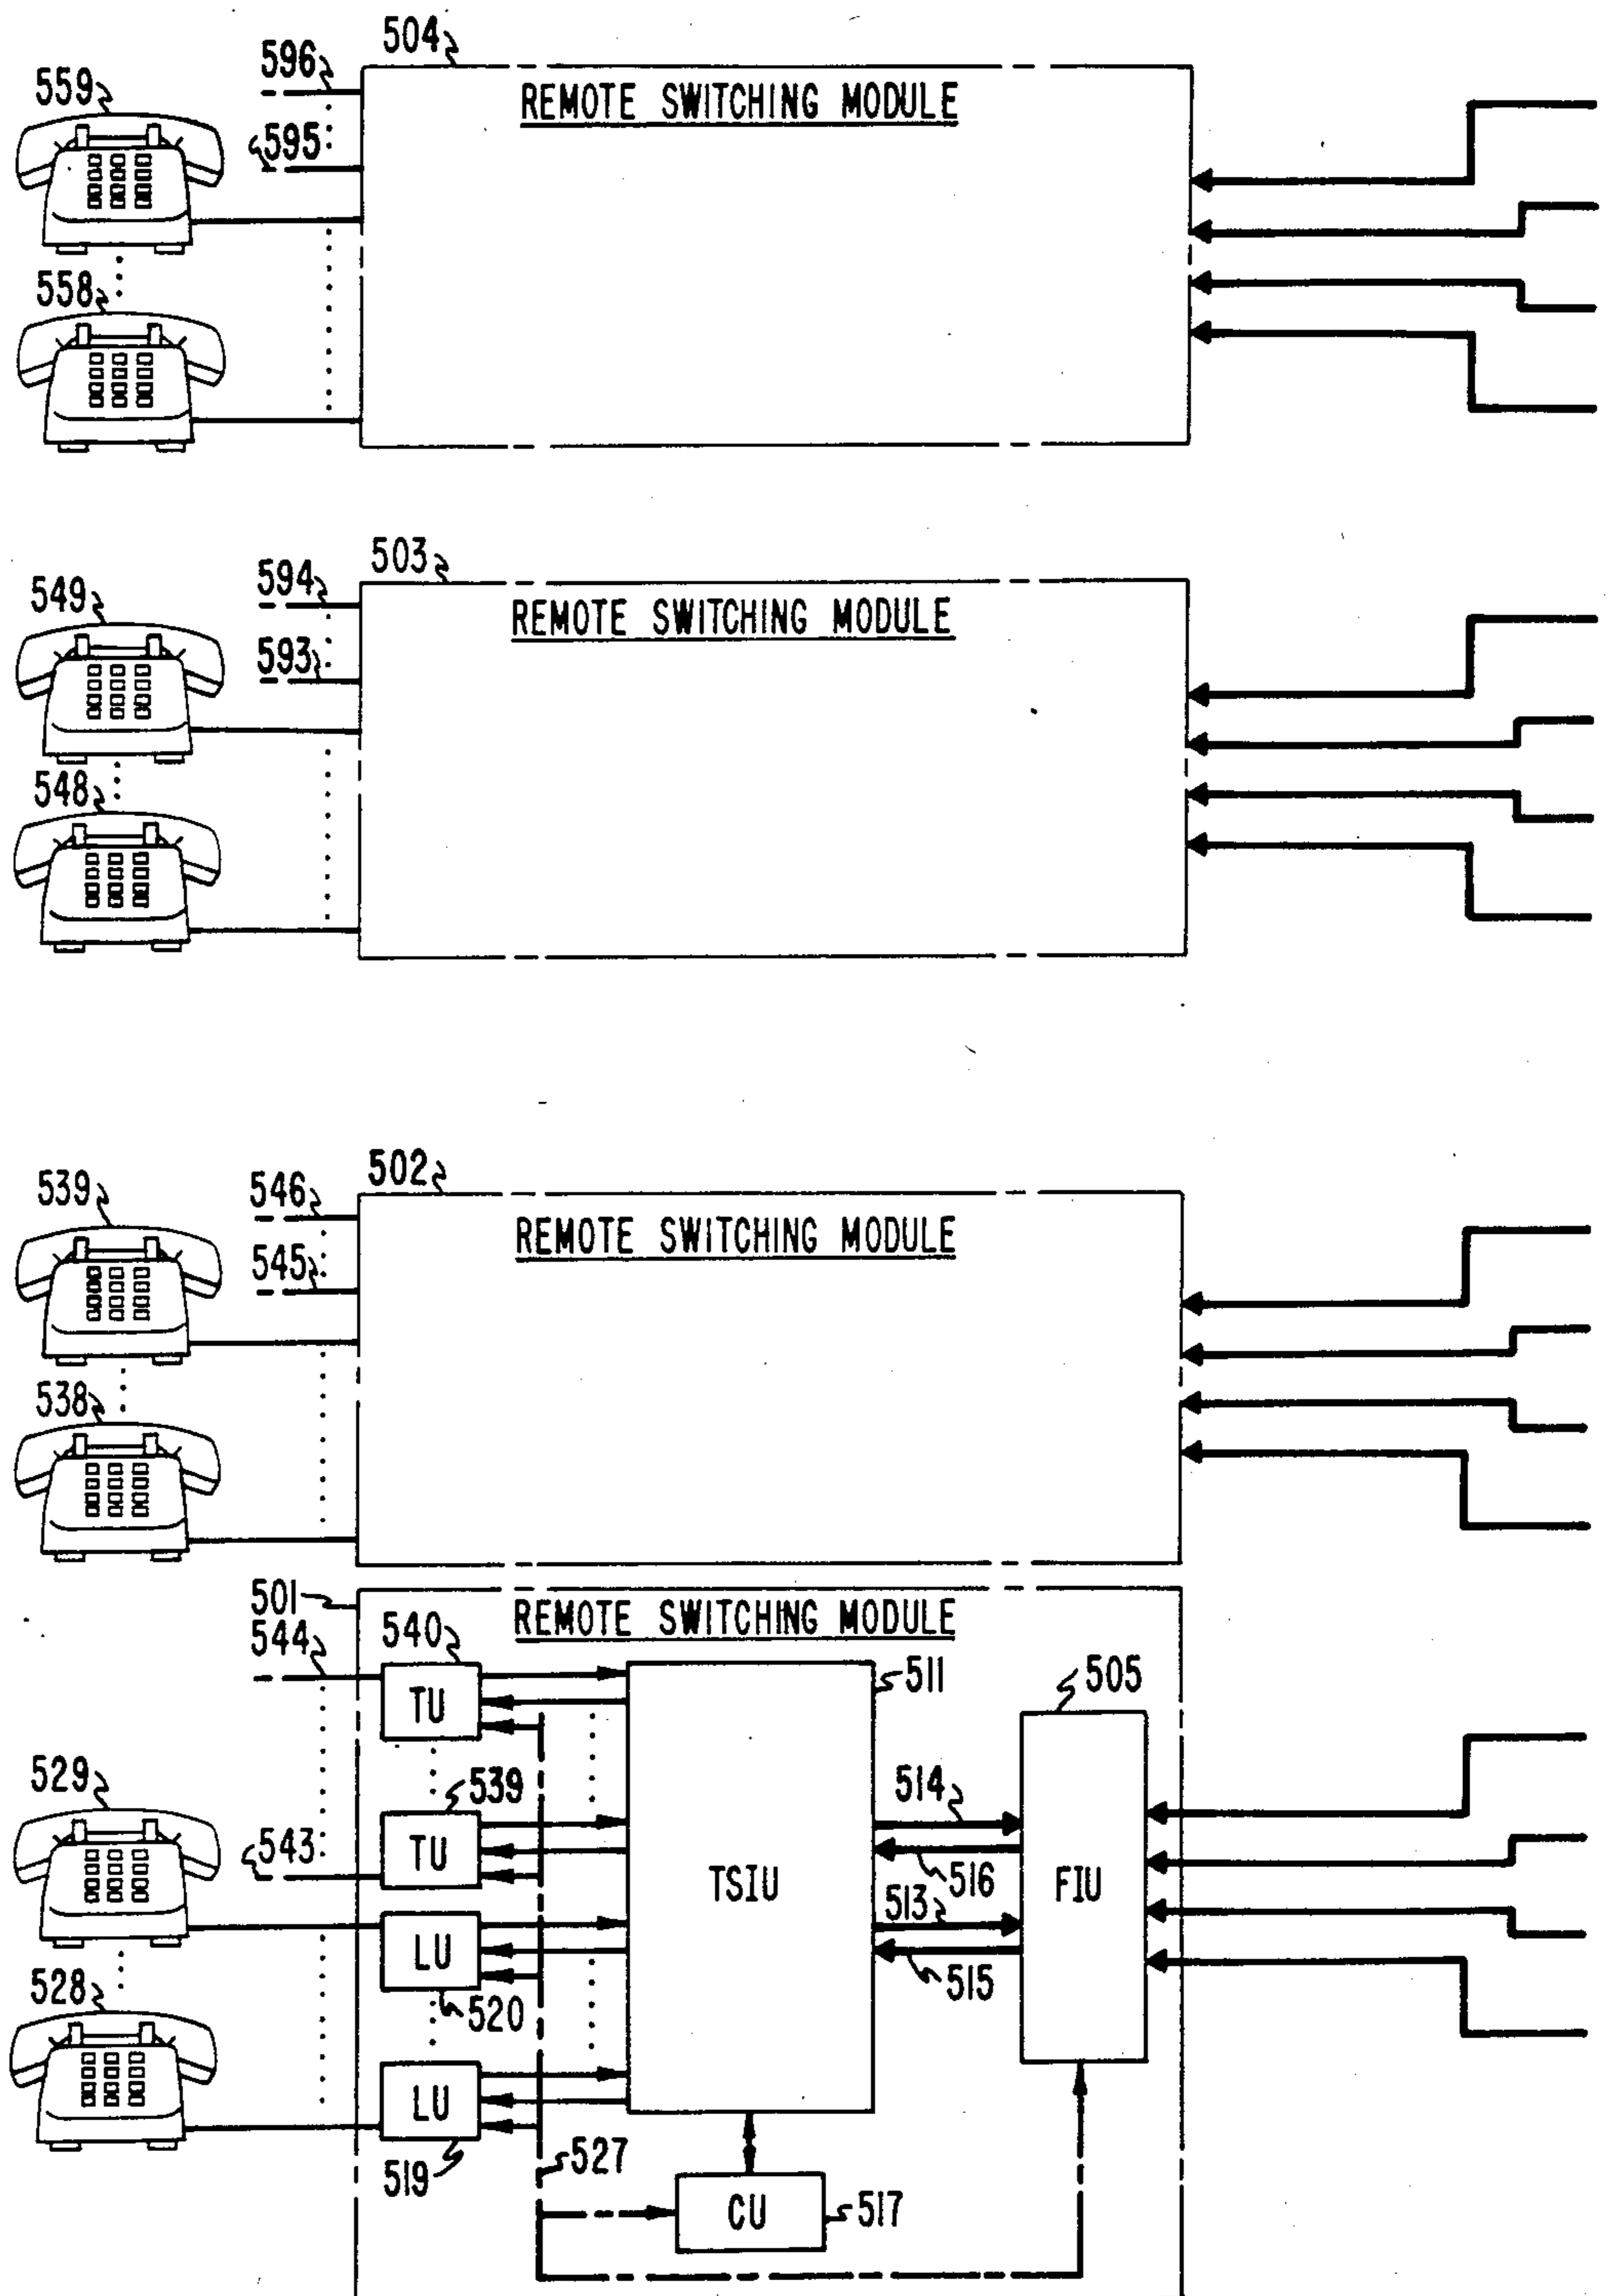 504
596
559
REMOTE SWITCHING MODULE
595
558
503
594
549
REMOTE SWITCHING MODULE
593
548
502
546
539
REMOTE SWITCHING MODULE
545
538
501
REMOTE SWITCHING MODULE
544
540
511
505
TU
529
539
514
543
TU
TSIU
516
FIU
513
LU
515
528
520
LU
519
527
CU
517